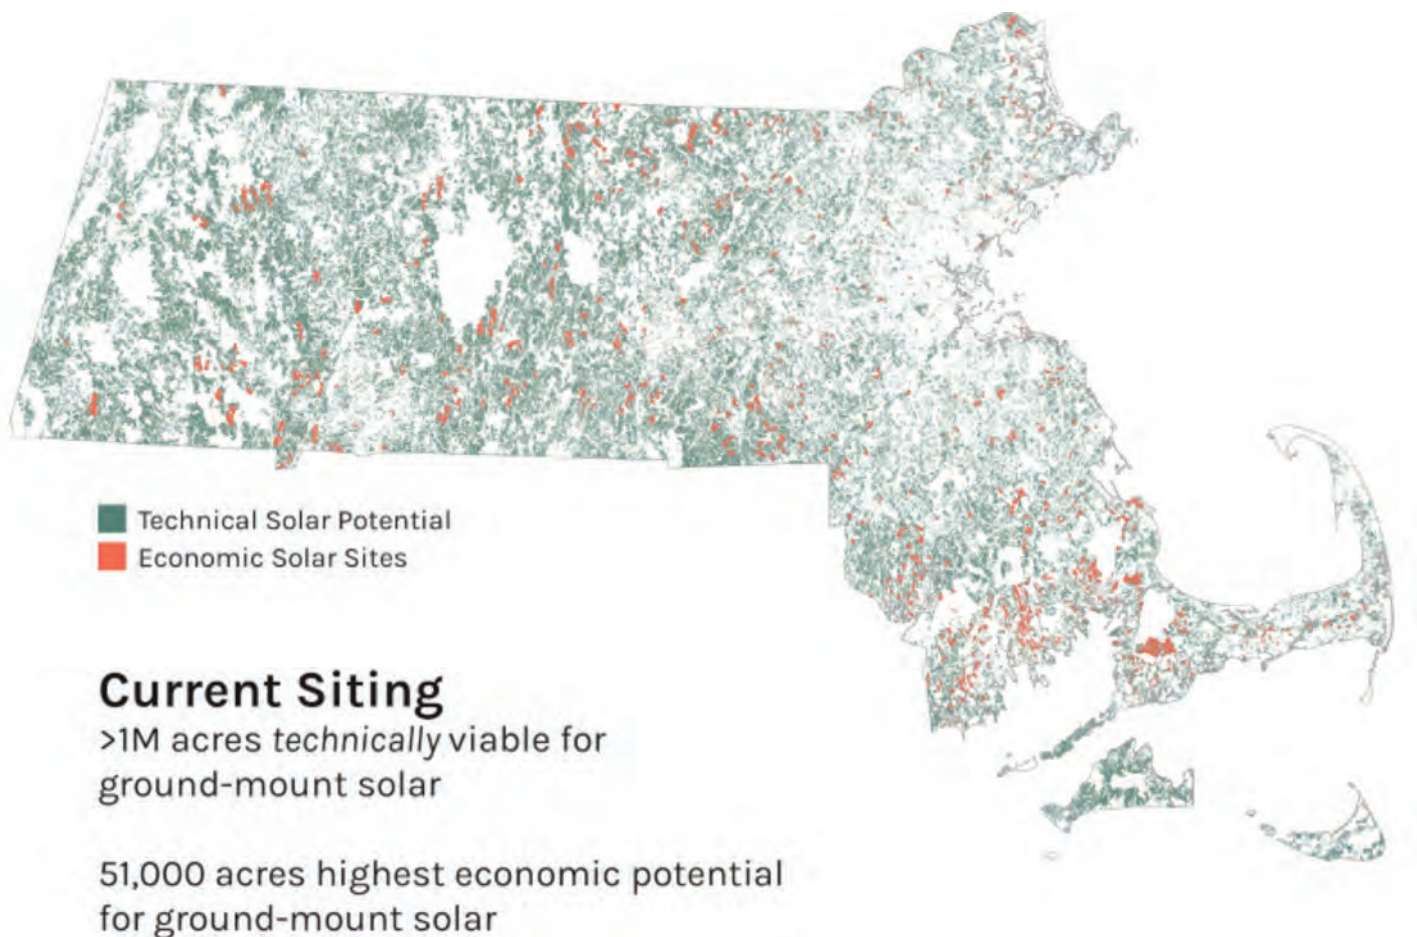 Technical Solar Potential
Economic Solar Sites
Current Siting
>1M acres technically viable for
ground-mount solar
51,000 acres highest economic potential
for ground-mount solar